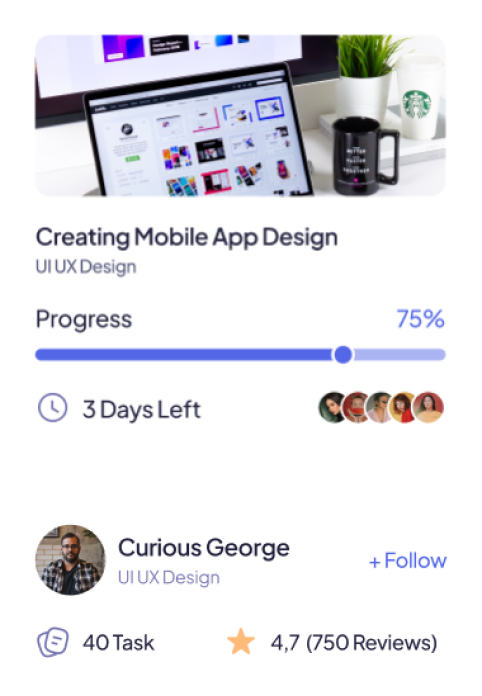 Creating Mobile App Design
UI UX Design
Progress
75%
3 Days Left
Curious George
UI UX Design
+ Follow
40 Task
4,7 (750 Reviews)